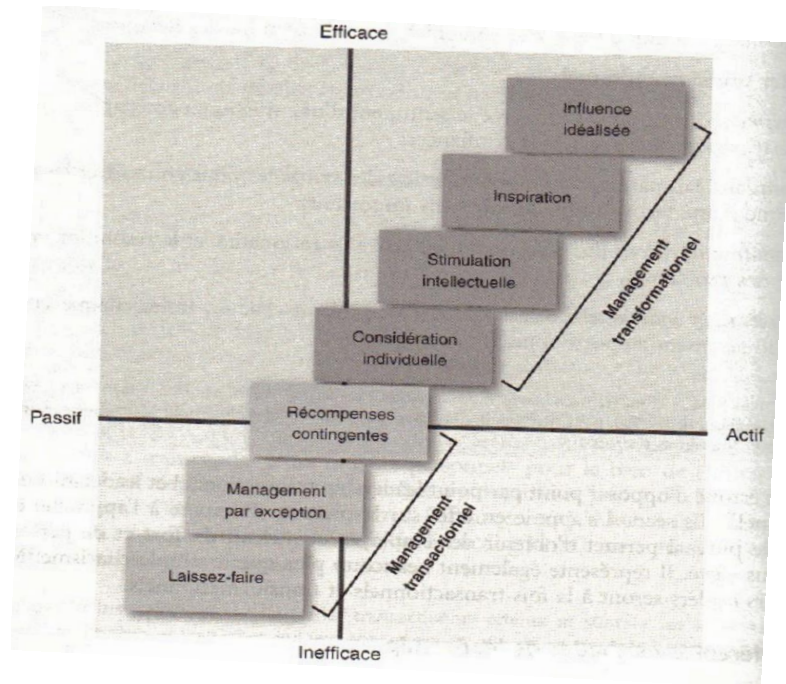 Efficace
Influence
idéalisée
Inspiration
Stimulation
intellectuelle
Considération
individuelle
Management
transformationnel
Récompenses
contingentes
Passif
Actif
Management
par exception
Management
transactionnel
Laissez-faire
Inefficace